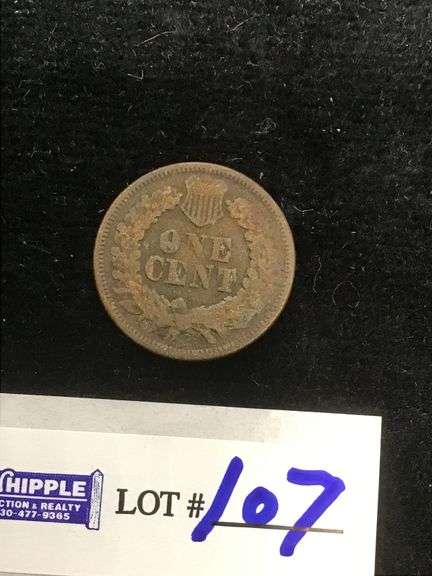 ONE
CENT
HIPPLE
CTION & REALTY
30-477-9365
LOT # 107